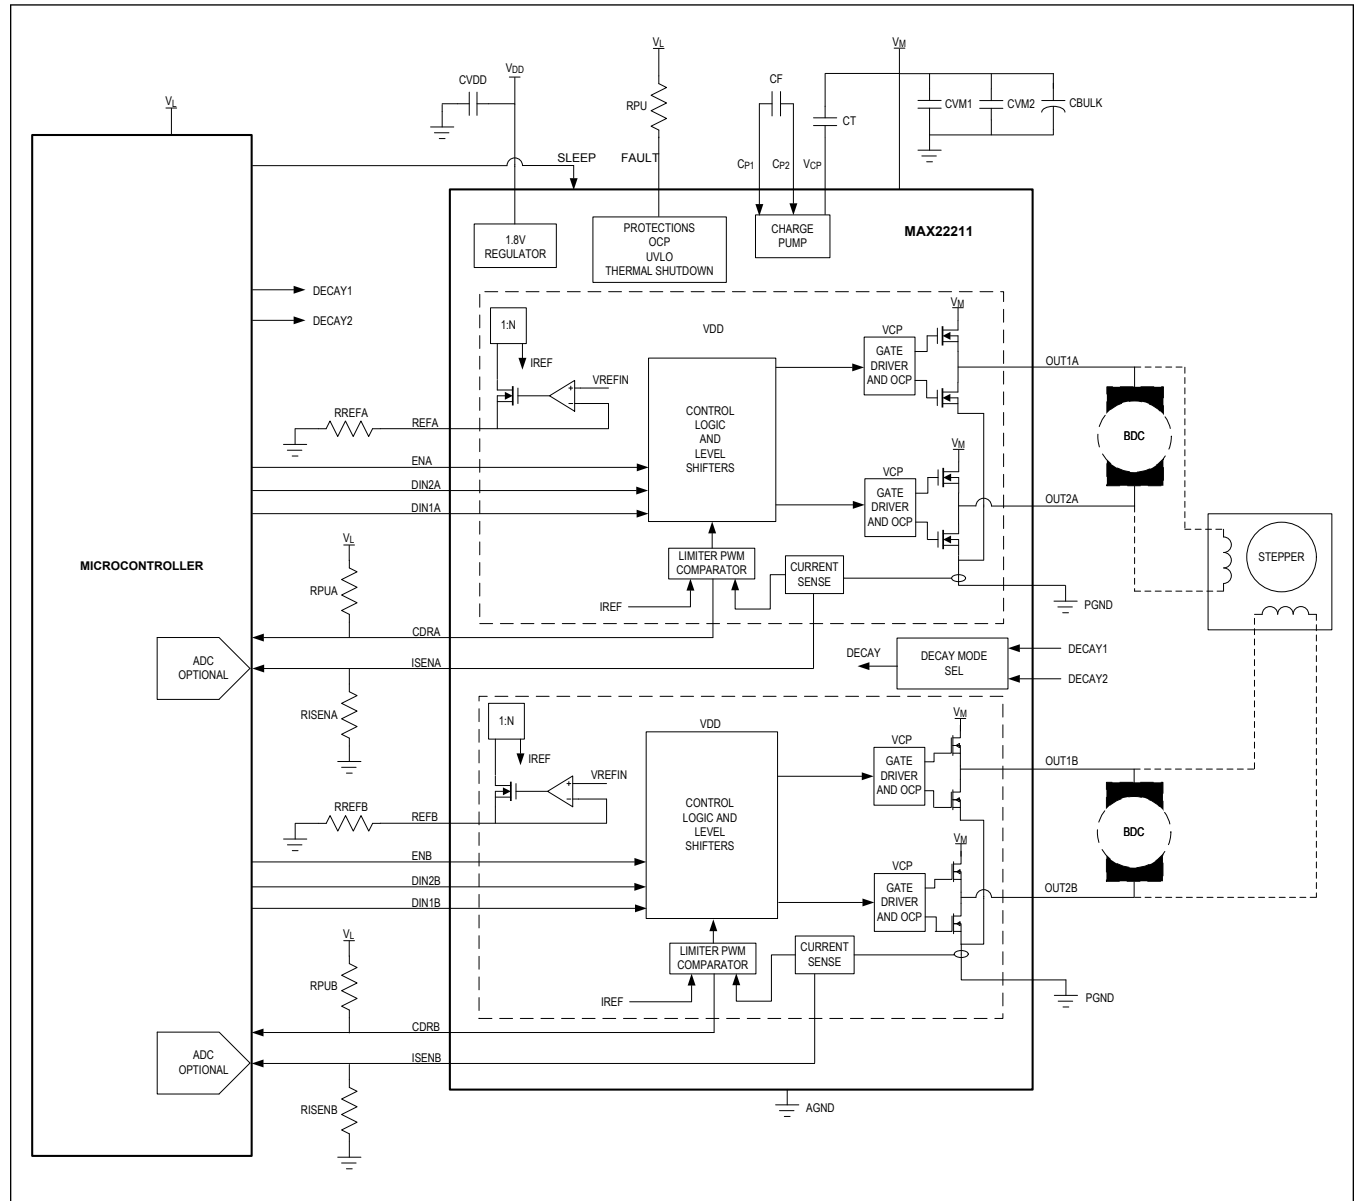 VL
VM
CVDD
VDD
RPU
CF
CT
CVM1
CVM2
CBULK
VL
SLEEP
FAULT
CP1
CP2
VCP
1.8V
REGULATOR
PROTECTIONS
OCP
UVLO
THERMAL SHUTDOWN
CHARGE
PUMP
MAX22211
DECAY1
DECAY2
1:N
IREF
VREFIN
+
-
VDD
CONTROL
LOGIC
AND
LEVEL
SHIFTERS
VCP
GATE
DRIVER
AND OCP
VM
OUT1A
BDC
RREFA
REFA
ENA
DIN2A
DIN1A
VCP
GATE
DRIVER
AND OCP
VM
OUT2A
STEPPER
MICROCONTROLLER
VL
RPUA
LIMITER PWM
COMPARATOR
CURRENT
SENSE
IREF
PGND
CDRA
ADC
OPTIONAL
ISENA
DECAY
DECAY MODE
SEL
DECAY1
DECAY2
RISENA
1:N
IREF
VREFIN
+
-
VDD
CONTROL
LOGIC AND
LEVEL
SHIFTERS
VCP
GATE
DRIVER
AND OCP
VM
OUT1B
BDC
RREFB
REFB
ENB
DIN2B
DIN1B
VCP
GATE
DRIVER
AND OCP
VM
OUT2B
VL
RPUB
LIMITER PWM
COMPARATOR
CURRENT
SENSE
IREF
PGND
CDRB
ADC
OPTIONAL
ISENB
RISENB
AGND